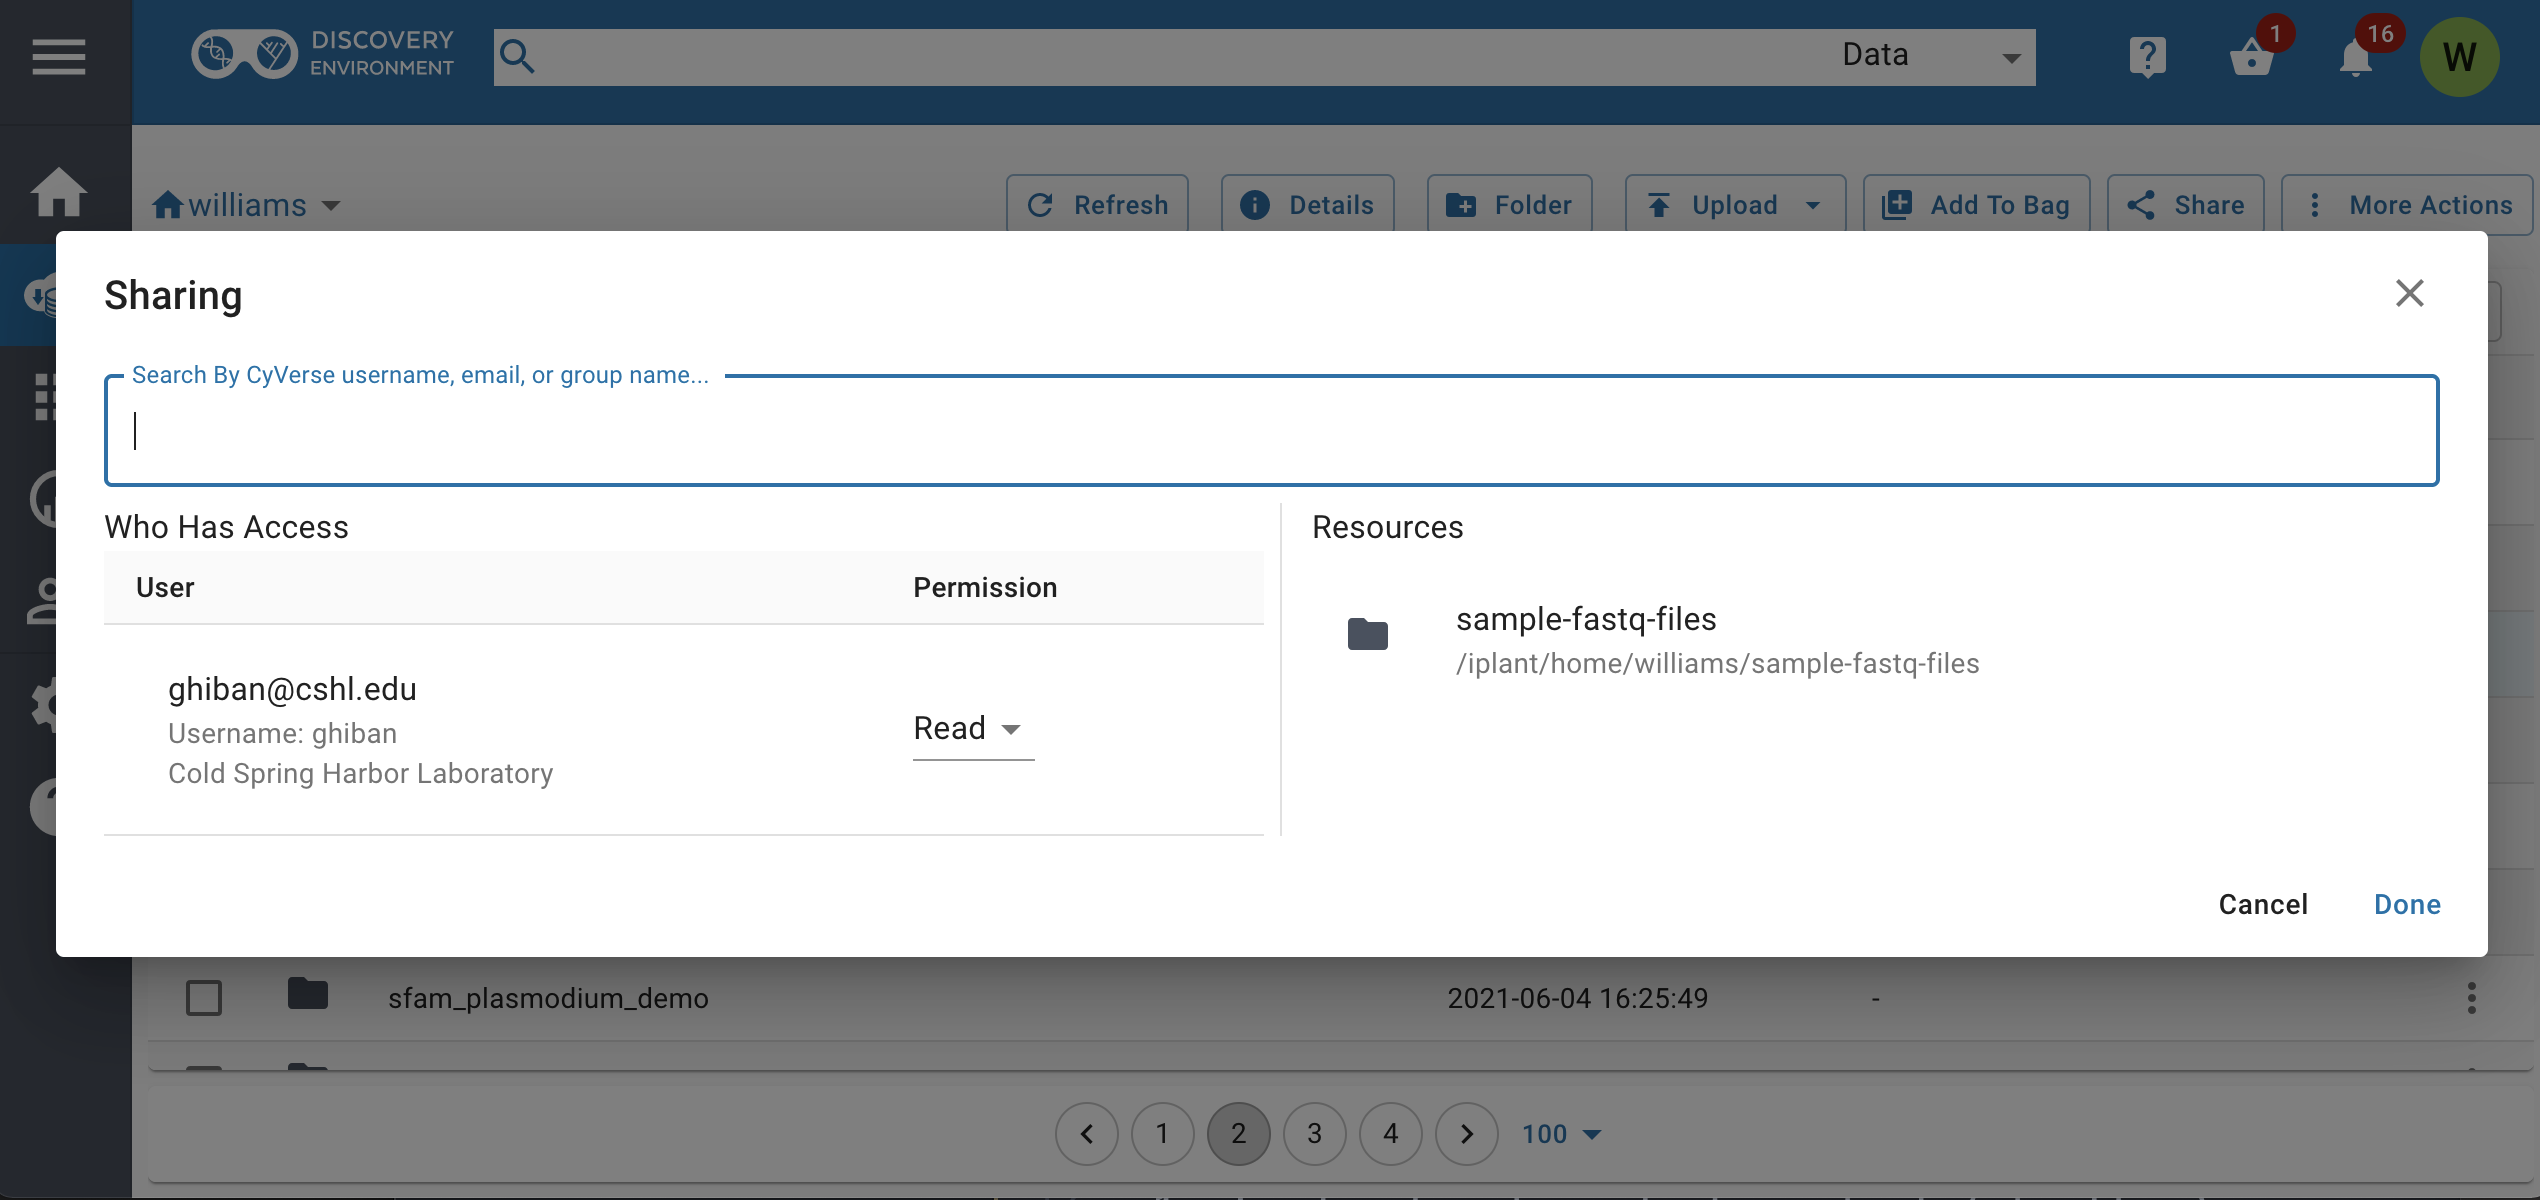 DISCOVERY
ENVIRONMENT
Data
1
16
W
williams
Refresh
Details
Folder
Upload
Add To Bag
Share
More Actions
Sharing
Search By CyVerse username, email, or group name...
Who Has Access
Resources
User
Permission
ghiban@cshl.edu
Username: ghiban
Cold Spring Harbor Laboratory
Read
sample-fastq-files
/iplant/home/williams/sample-fastq-files
Cancel
Done
sfam_plasmodium_demo
2021-06-04 16:25:49
-
1
2
3
4
100